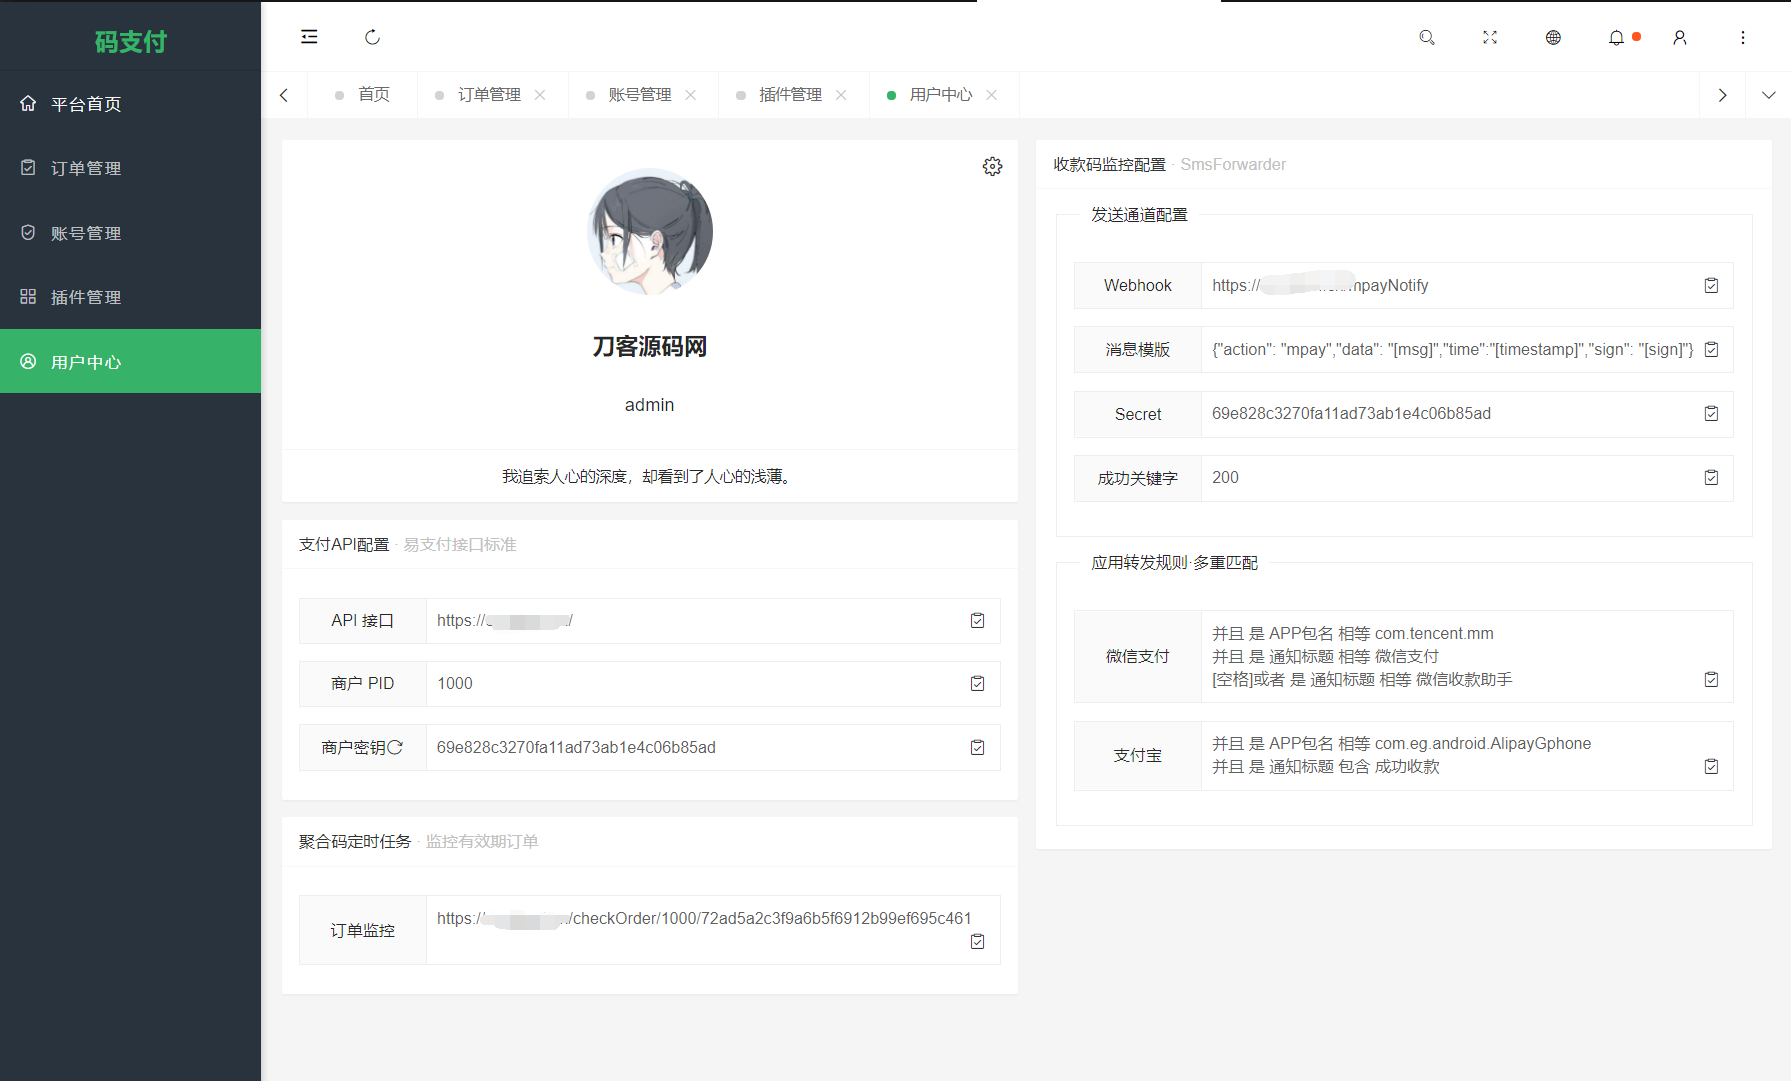 码支付
平台首页
订单管理
账号管理
插件管理
用户中心
首页
订单管理
账号管理
插件管理
用户中心
刀客源码网
admin
我追索人心的深度，却看到了人心的浅薄。
支付API配置 · 易支付接口标准
API 接口
https:// /
商户 PID
1000
商户密钥
69e828c3270fa11ad73ab1e4c06b85ad
聚合码定时任务 · 监控有效期订单
订单监控
https:// /checkOrder/1000/72ad5a2c3f9a6b5f6912b99ef695c461
收款码监控配置 · SmsForwarder
发送通道配置
Webhook
https:// mpayNotify
消息模版
{"action": "mpay","data": "[msg]","time":"[timestamp]","sign": "[sign]"}
Secret
69e828c3270fa11ad73ab1e4c06b85ad
成功关键字
200
应用转发规则·多重匹配
微信支付
并且 是 APP包名 相等 com.tencent.mm
并且 是 通知标题 相等 微信支付
[空格]或者 是 通知标题 相等 微信收款助手
支付宝
并且 是 APP包名 相等 com.eg.android.AlipayGphone
并且 是 通知标题 包含 成功收款